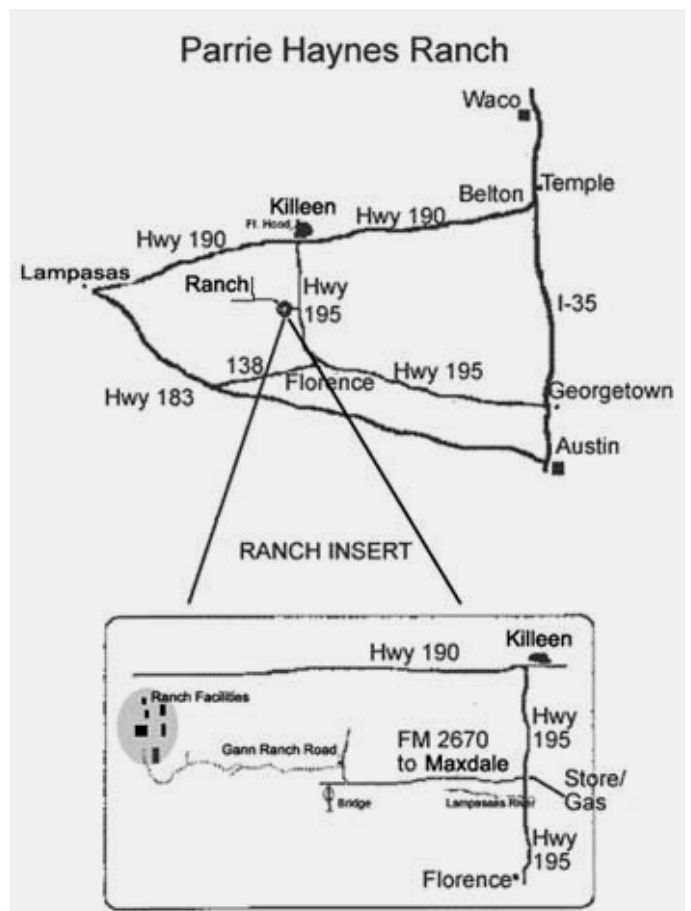 Parrie Haynes Ranch
Waco
Temple
Belton
Killeen
Ft. Hood
Hwy 190
Hwy 190
Lampasas
Ranch
Hwy
195
I-35
138
Hwy 195
Florence
Georgetown
Hwy 183
Austin
RANCH INSERT
Killeen
Hwy 190
Ranch Facilities
Hwy
195
Gann Ranch Road
FM 2670
to Maxdale
Store/
Gas
Bridge
Lampasas River
Hwy
195
Florence